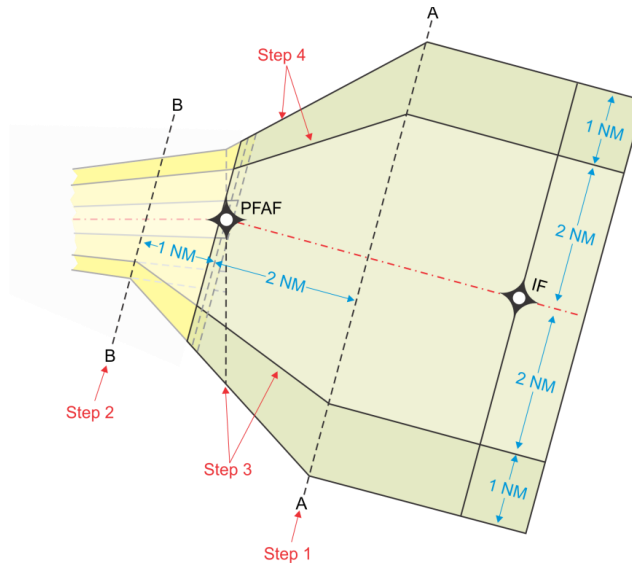 A
Step 4
B
1 NM
PFAF
2 NM
1 NM
2 NM
IF
2 NM
B
Step 2
Step 3
1 NM
A
Step 1